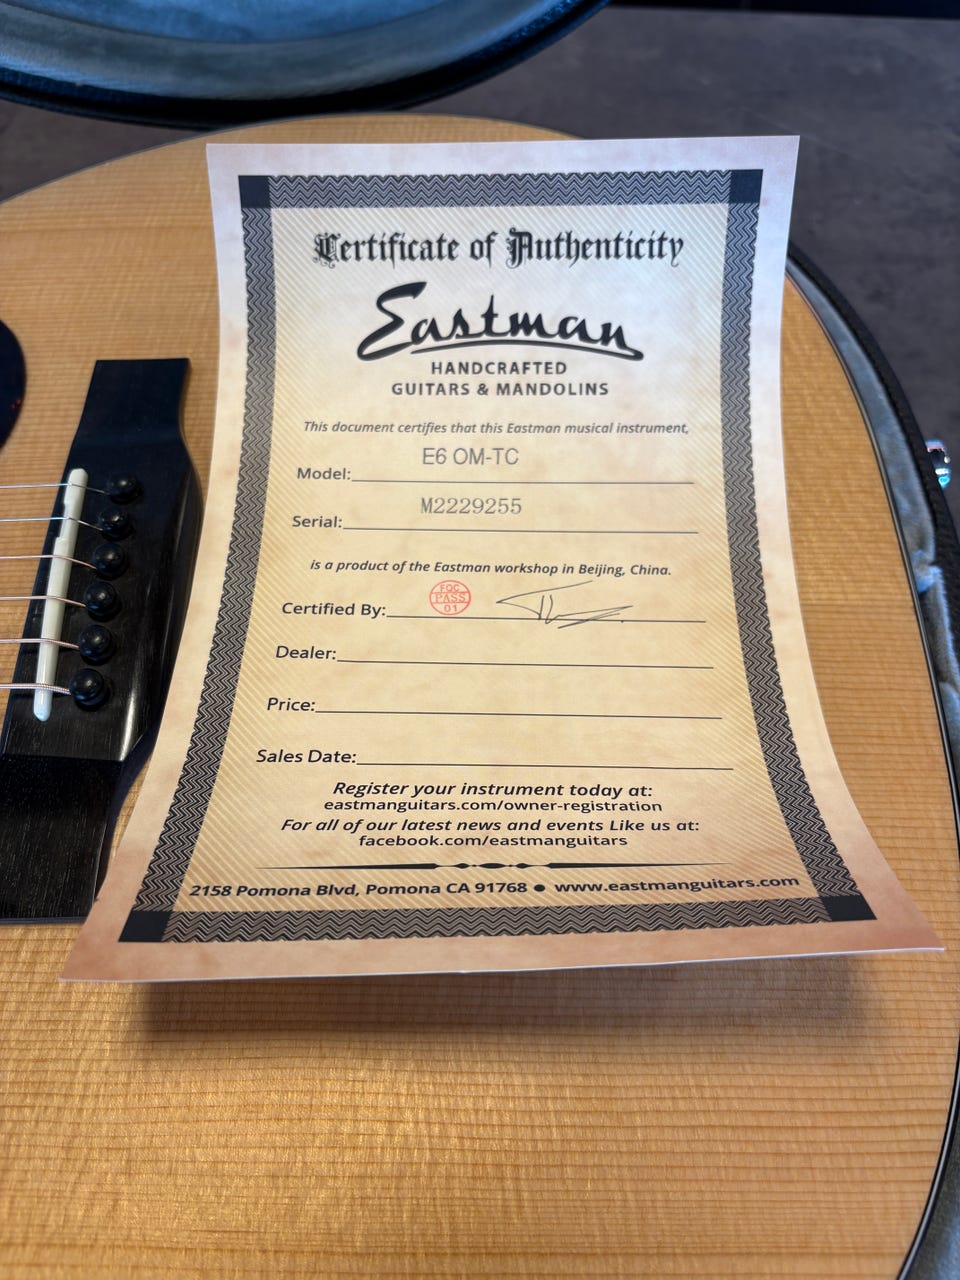 Certificate of Authenticity
Eastman
HANDCRAFTED
GUITARS & MANDOLINS
This document certifies that this Eastman musical instrument,
Model: E6 OM-TC
Serial: M2229255
is a product of the Eastman workshop in Beijing, China.
Certified By: FQC PASS 01
Dealer:
Price:
Sales Date:
Register your instrument today at:
eastmanguitars.com/owner-registration
For all of our latest news and events Like us at:
facebook.com/eastmanguitars
2158 Pomona Blvd, Pomona CA 91768 ● www.eastmanguitars.com